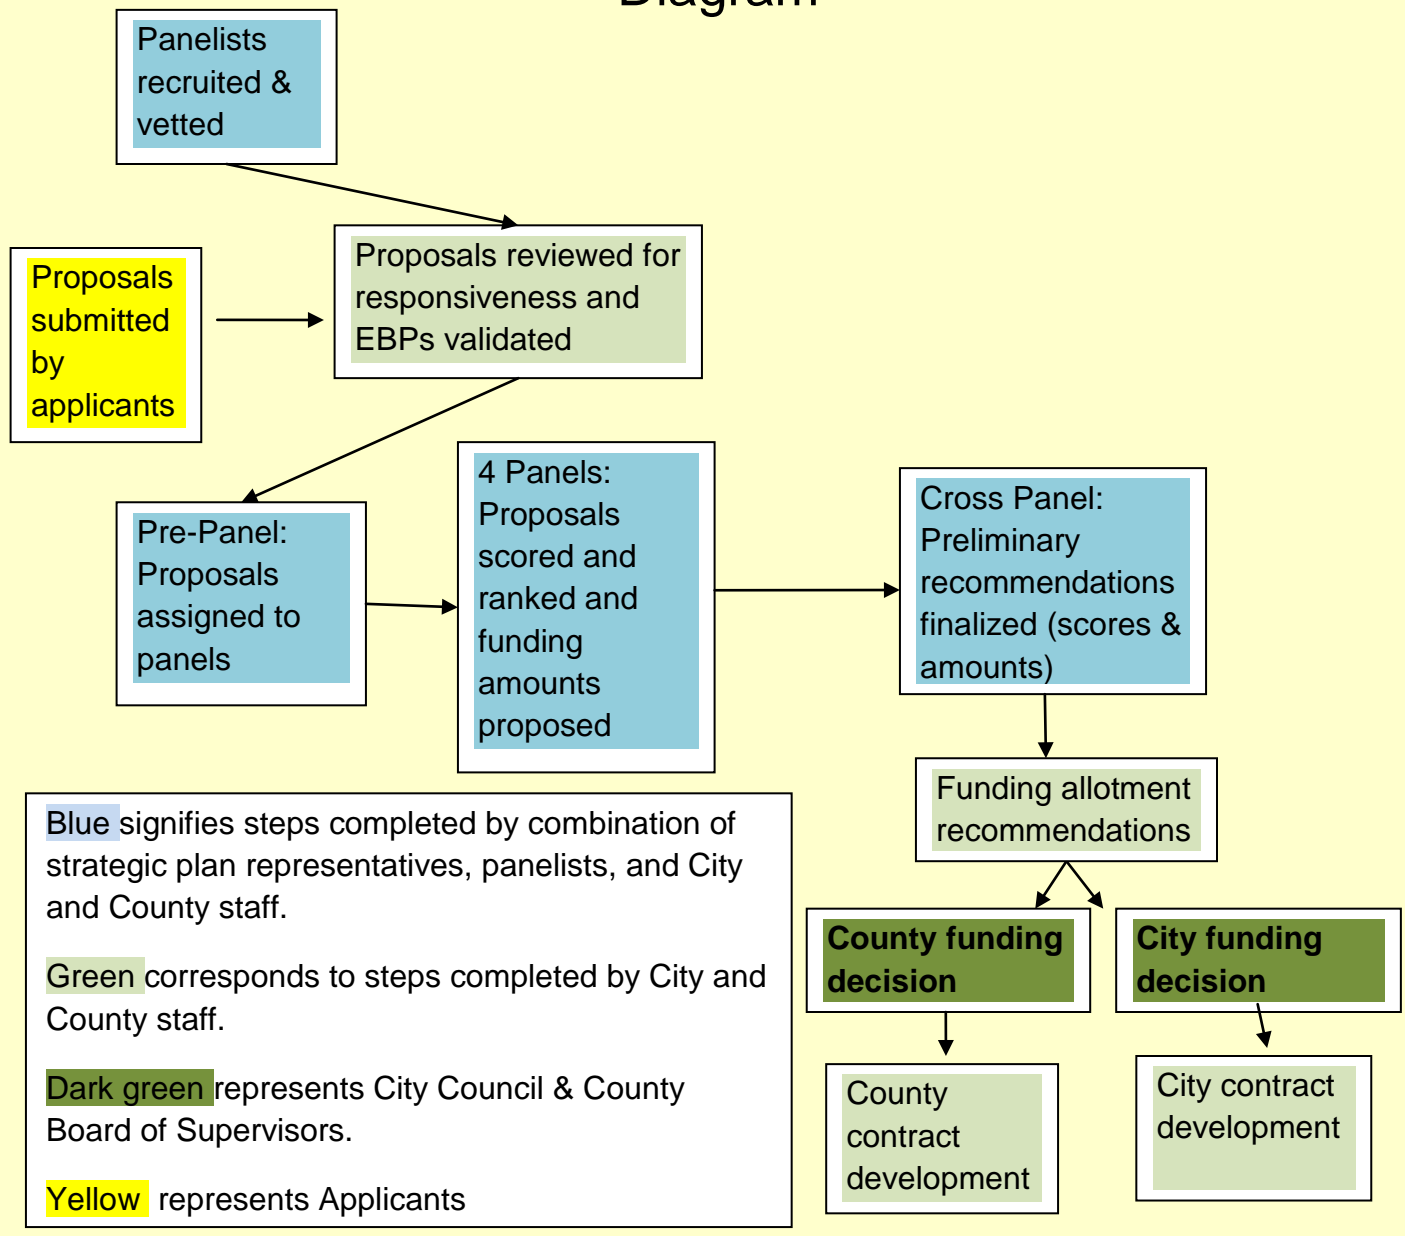 Diagram
Panelists
recruited &
vetted
Proposals
submitted
by
applicants
Proposals reviewed for
responsiveness and
EBPs validated
Pre-Panel:
Proposals
assigned to
panels
4 Panels:
Proposals
scored and
ranked and
funding
amounts
proposed
Cross Panel:
Preliminary
recommendations
finalized (scores &
amounts)
Funding allotment
recommendations
County funding
decision
City funding
decision
County
contract
development
City contract
development
Blue signifies steps completed by combination of
strategic plan representatives, panelists, and City
and County staff.
Green corresponds to steps completed by City and
County staff.
Dark green represents City Council & County
Board of Supervisors.
Yellow represents Applicants